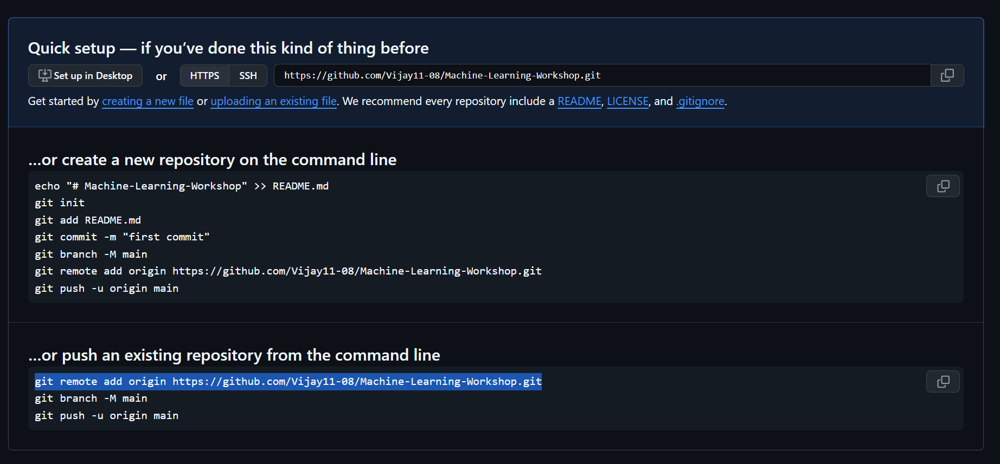 Quick setup — if you’ve done this kind of thing before
Set up in Desktop or HTTPS SSH https://github.com/Vijay11-08/Machine-Learning-Workshop.git
Get started by creating a new file or uploading an existing file. We recommend every repository include a README, LICENSE, and .gitignore.
…or create a new repository on the command line
echo "# Machine-Learning-Workshop" >> README.md
git init
git add README.md
git commit -m "first commit"
git branch -M main
git remote add origin https://github.com/Vijay11-08/Machine-Learning-Workshop.git
git push -u origin main
…or push an existing repository from the command line
git remote add origin https://github.com/Vijay11-08/Machine-Learning-Workshop.git
git branch -M main
git push -u origin main